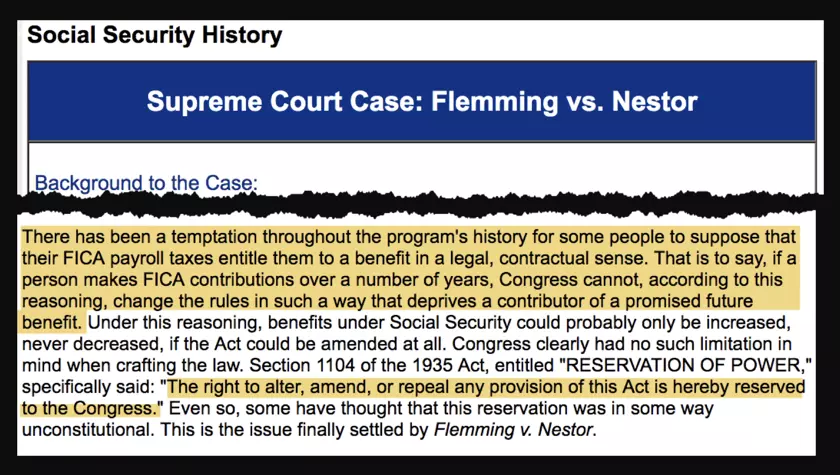 Social Security History
Supreme Court Case: Flemming vs. Nestor
Background to the Case:
There has been a temptation throughout the program's history for some people to suppose that
their FICA payroll taxes entitle them to a benefit in a legal, contractual sense. That is to say, if a
person makes FICA contributions over a number of years, Congress cannot, according to this
reasoning, change the rules in such a way that deprives a contributor of a promised future
benefit. Under this reasoning, benefits under Social Security could probably only be increased,
never decreased, if the Act could be amended at all. Congress clearly had no such limitation in
mind when crafting the law. Section 1104 of the 1935 Act, entitled "RESERVATION OF POWER,"
specifically said: "The right to alter, amend, or repeal any provision of this Act is hereby reserved
to the Congress." Even so, some have thought that this reservation was in some way
unconstitutional. This is the issue finally settled by Flemming v. Nestor.